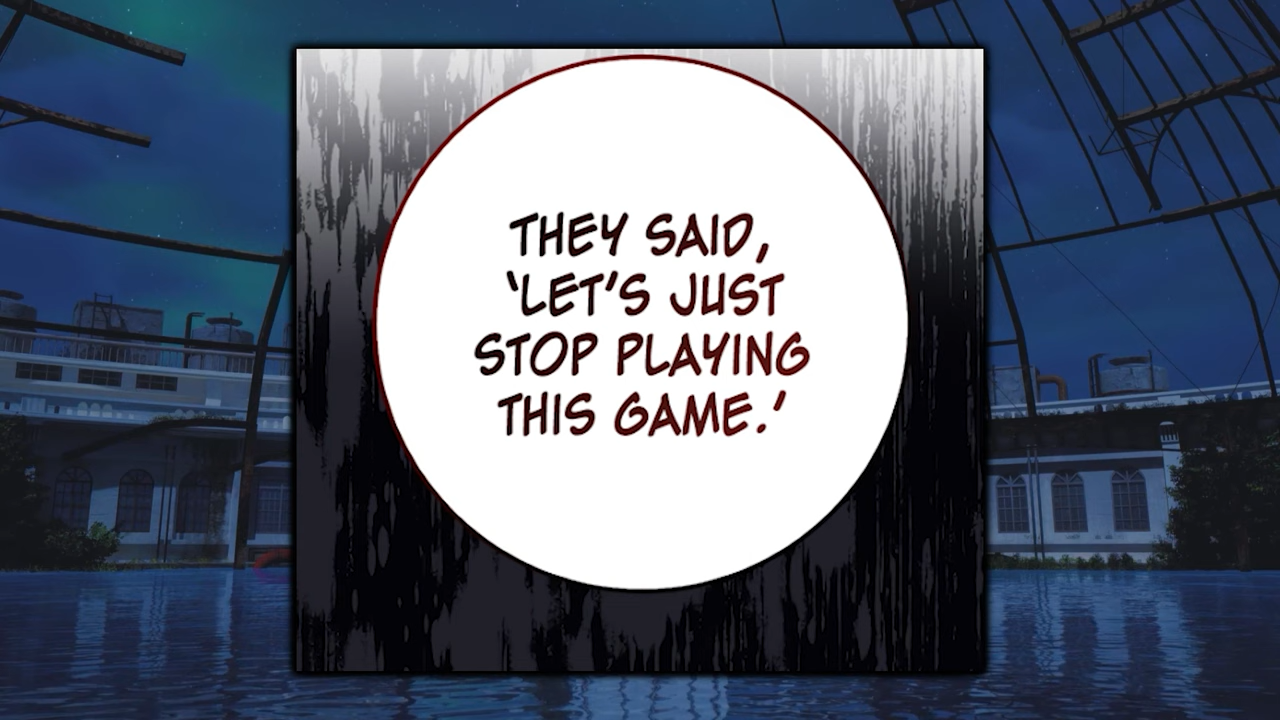 THEY SAID,
‘LET’S JUST
STOP PLAYING
THIS GAME.’